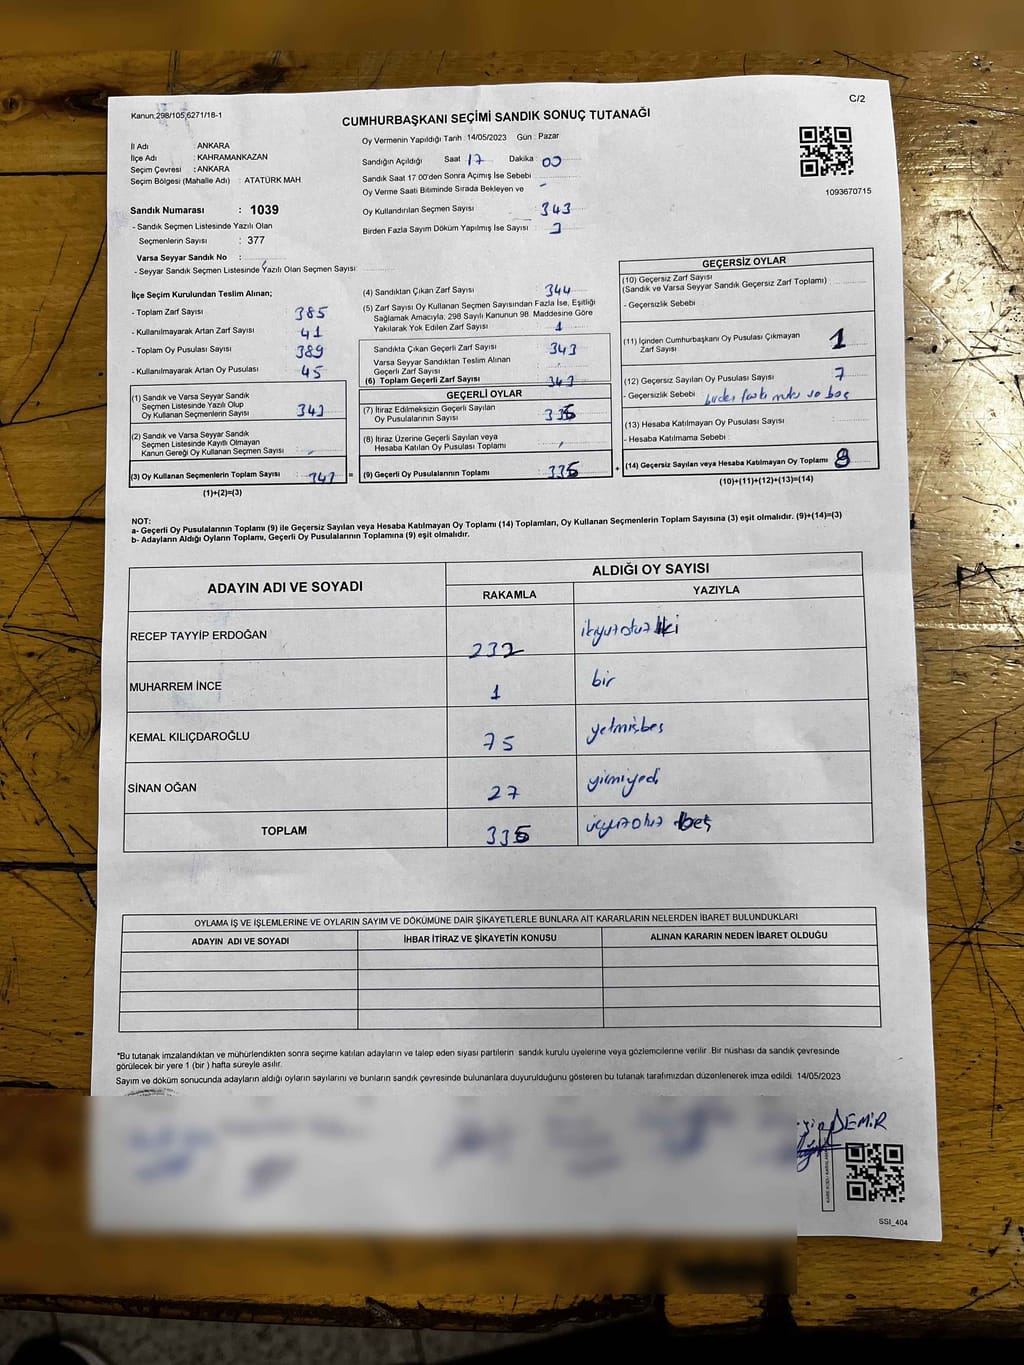 Kanun;298/105,6271/18-1
C/2
CUMHURBAŞKANI SEÇİMİ SANDIK SONUÇ TUTANAĞI
Oy Vermenin Yapıldığı Tarih : 14/05/2023 Gün : Pazar
İl Adı : ANKARA
İlçe Adı : KAHRAMANKAZAN
Seçim Çevresi : ANKARA
Seçim Bölgesi (Mahalle Adı) : ATATÜRK MAH
Sandığın Açıldığı Saat 17 Dakika : 00
Sandık Saat 17 00'den Sonra Açımış İse Sebebi
Oy Verme Saati Bitiminde Sırada Bekleyen ve
Oy Kullandırılan Seçmen Sayısı : 343
Birden Fazla Sayım Döküm Yapılmış İse Sayısı : 3
1093670715
Sandık Numarası : 1039
- Sandık Seçmen Listesinde Yazılı Olan
Seçmenlerin Sayısı : 377
Varsa Seyyar Sandık No :
- Seyyar Sandık Seçmen Listesinde Yazılı Olan Seçmen Sayısı:
İlçe Seçim Kurulundan Teslim Alınan;
- Toplam Zarf Sayısı 385
- Kullanılmayarak Artan Zarf Sayısı 41
- Toplam Oy Pusulası Sayısı 389
- Kullanılmayarak Artan Oy Pusulası 45
(1) Sandık ve Varsa Seyyar Sandık
Seçmen Listesinde Yazılı Olup
Oy Kullanan Seçmenlerin Sayısı : 343
(2) Sandık ve Varsa Seyyar Sandık
Seçmen Listesinde Kayıtlı Olmayan
Kanun Gereği Oy Kullanan Seçmen Sayısı
(3) Oy Kullanan Seçmenlerin Toplam Sayısı : 343 =
(1)+(2)=(3)
(4) Sandıktan Çıkan Zarf Sayısı : 344
(5) Zarf Sayısı Oy Kullanan Seçmen Sayısından Fazla İse, Eşitliği
Sağlamak Amacıyla; 298 Sayılı Kanunun 98. Maddesine Göre
Yakılarak Yok Edilen Zarf Sayısı : 1
Sandıkta Çıkan Geçerli Zarf Sayısı : 343
Varsa Seyyar Sandıktan Teslim Alınan
Geçerli Zarf Sayısı
(6) Toplam Geçerli Zarf Sayısı : 343
GEÇERLİ OYLAR
(7) İtiraz Edilmeksizin Geçerli Sayılan
Oy Pusulasının Sayısı : 335
(8) İtiraz Üzerine Geçerli Sayılan veya
Hesaba Katılan Oy Pusulası Toplamı
(9) Geçerli Oy Pusulalarının Toplamı : 335 +
GEÇERSİZ OYLAR
(10) Geçersiz Zarf Sayısı
(Sandık ve Varsa Seyyar Sandık Geçersiz Zarf Toplamı) :
- Geçersizlik Sebebi :
(11) İçinden Cumhurbaşkanı Oy Pusulası Çıkmayan
Zarf Sayısı 1
(12) Geçersiz Sayılan Oy Pusulası Sayısı : 7
- Geçersizlik Sebebi :
(13) Hesaba Katılmayan Oy Pusulası Sayısı :
- Hesaba Katılmama Sebebi :
(14) Geçersiz Sayılan veya Hesaba Katılmayan Oy Toplamı 8
(10)+(11)+(12)+(13)=(14)
NOT:
a- Geçerli Oy Pusulalarının Toplamı (9) ile Geçersiz Sayılan veya Hesaba Katılmayan Oy Toplamı (14) Toplamları, Oy Kullanan Seçmenlerin Toplam Sayısına (3) eşit olmalıdır. (9)+(14)=(3)
b- Adayların Aldığı Oyların Toplamı, Geçerli Oy Pusulalarının Toplamına (9) eşit olmalıdır.
ADAYIN ADI VE SOYADI
ALDIĞI OY SAYISI
RAKAMLA YAZIYLA
RECEP TAYYİP ERDOĞAN 232 ikiyüzotuziki
MUHARREM İNCE 1 bir
KEMAL KILIÇDAROĞLU 75 yetmişbeş
SİNAN OĞAN 27 yirmiyedi
TOPLAM 335 üçyüzotuz beş
OYLAMA İŞ VE İŞLEMLERİNE VE OYLARIN SAYIM VE DÖKÜMÜNE DAİR ŞİKAYETLERLE BUNLARA AİT KARARLARIN NELERDEN İBARET BULUNDUKLARI
ADAYIN ADI VE SOYADI İHBAR İTİRAZ VE ŞİKAYETİN KONUSU ALINAN KARARIN NEDEN İBARET OLDUĞU
*Bu tutanak imzalandıktan ve mühürlendikten sonra seçime katılan adayların ve talep eden siyasi partilerin sandık kurulu üyelerine veya gözlemcilerine verilir. Bir nüshası da sandık çevresinde
görülecek bir yere 1 (bir ) hafta süreyle asılır.
Sayım ve döküm sonucunda adayların aldığı oyların sayılarını ve bunların sandık çevresinde bulunanlara duyurulduğunu gösteren bu tutanak tarafımızdan düzenlenerek imza edildi. 14/05/2023
DEMİR
SSI_404